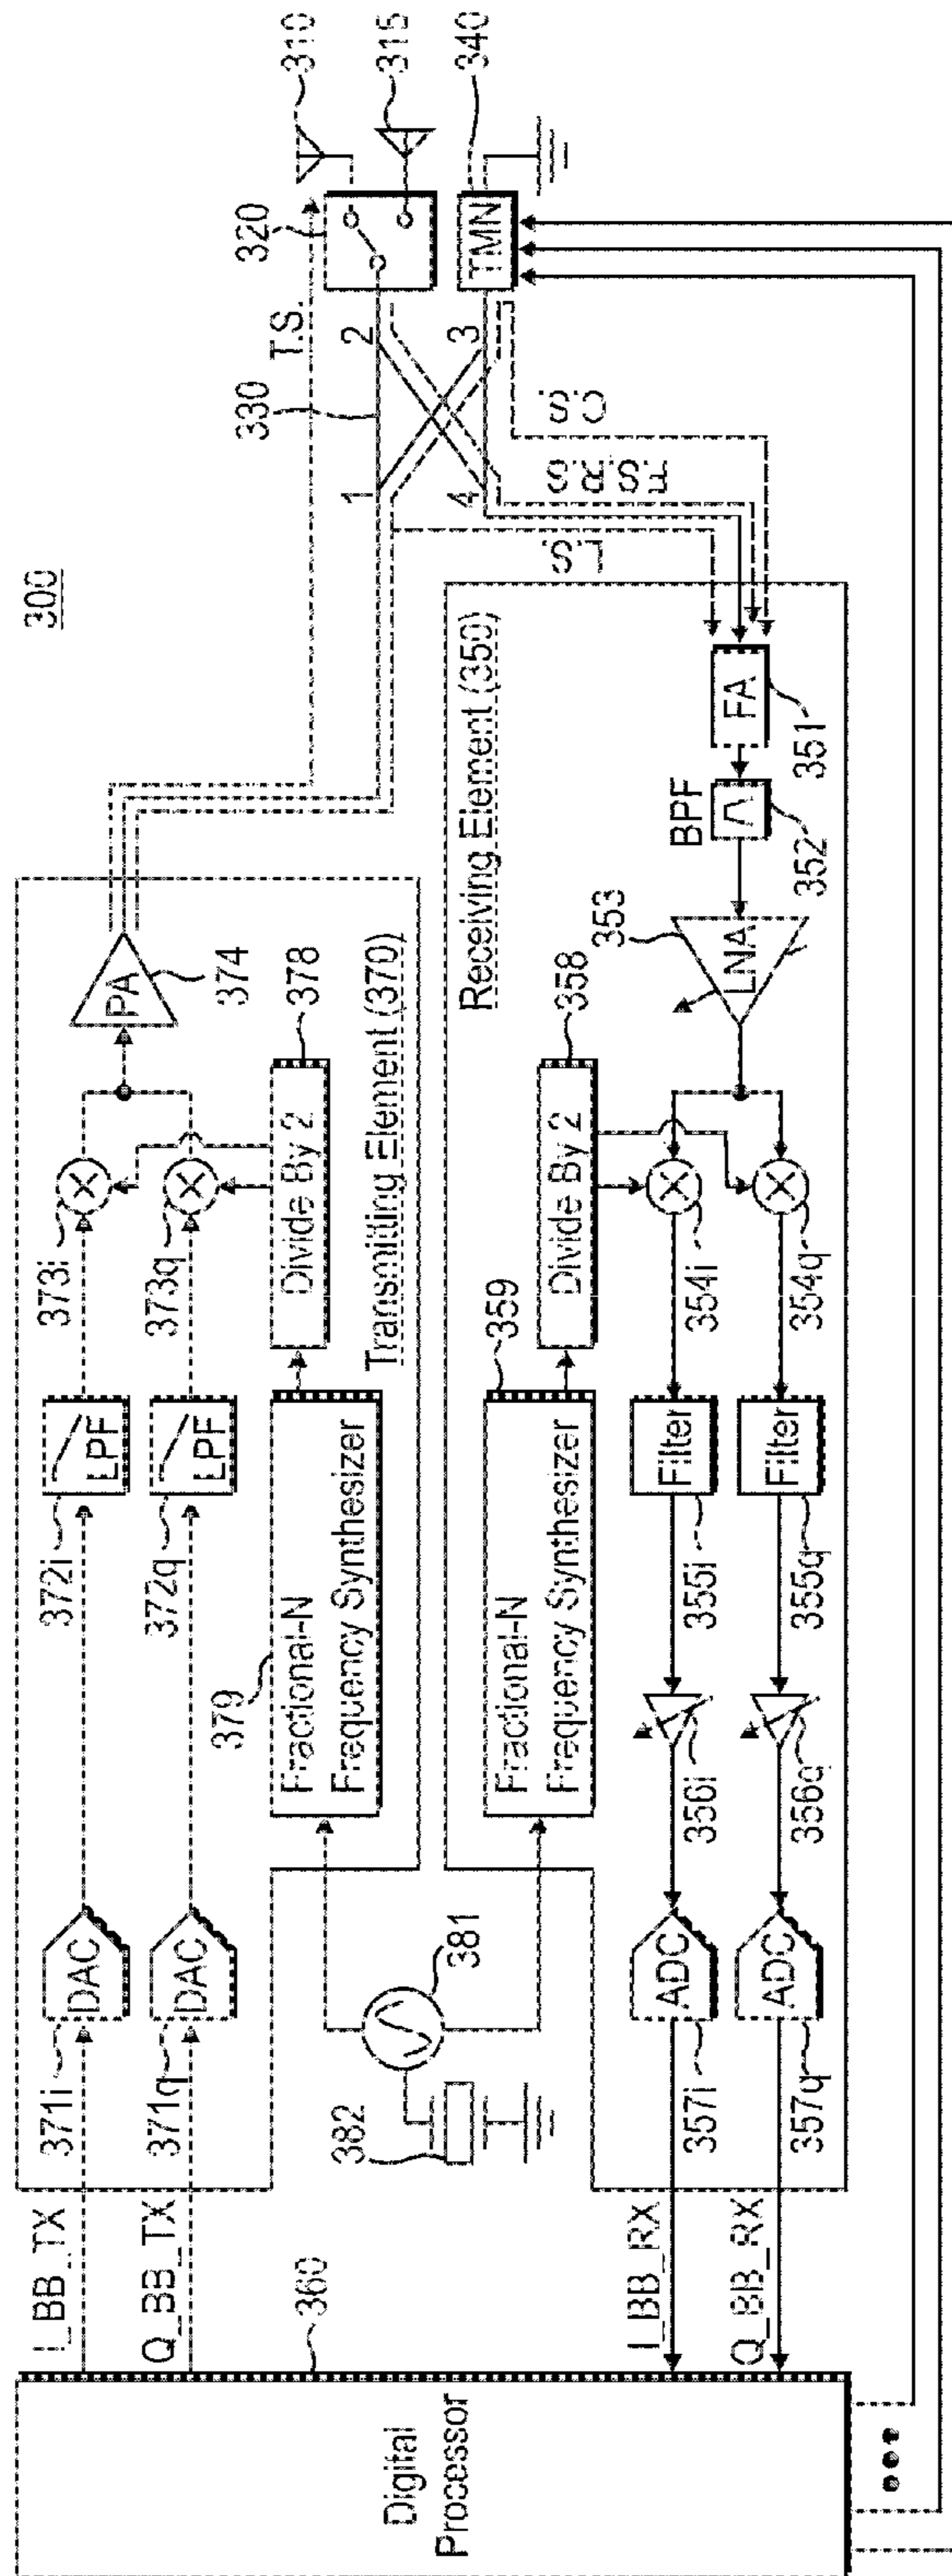 300
Digital
Processor
360
I_BB_TX
Q_BB_TX
371i
DAC
371q
DAC
372i
LPF
372q
LPF
373i
373q
PA
374
379
Fractional-N
Frequency Synthesizer
Divide By 2
378
Transmiting Element (370)
T.S.
320
310
315
330
1
2
3
4
TMN
340
C.S.
L.S.
382
381
Receiving Element (350)
Fractional-N
Frequency Synthesizer
359
Divide By 2
358
353
LNA
BPF
352
FA
351
354i
354q
Filter
355i
Filter
355q
356i
356q
ADC
357i
ADC
357q
I_BB_RX
Q_BB_RX